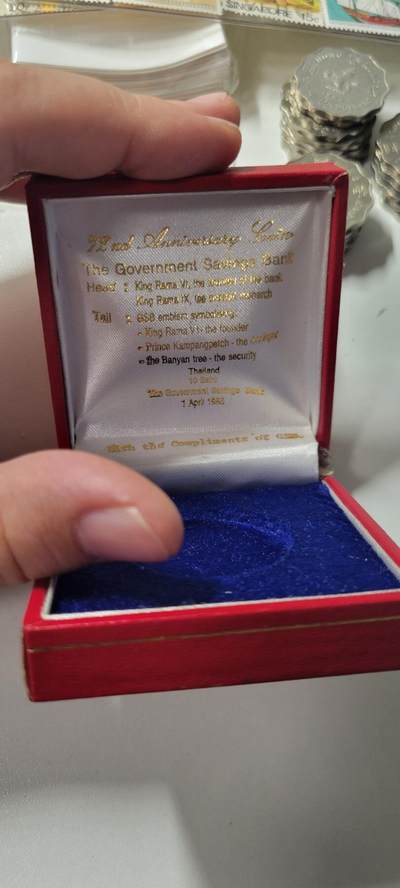 SINGAPORE 15c
72nd Anniversary Coin
The Government Savings Bank
Head : King Rama VI, the founder of the bank.
King Rama IX, the present monarch
Tail : GSB emblem symbolising.
- King Rama VI - the founder
- Prince Kampangpetch - the
- the Banyan tree - the security
Thailand
10 Baht
The Government Savings Bank
1 April 1985
With the Compliments of GSB.